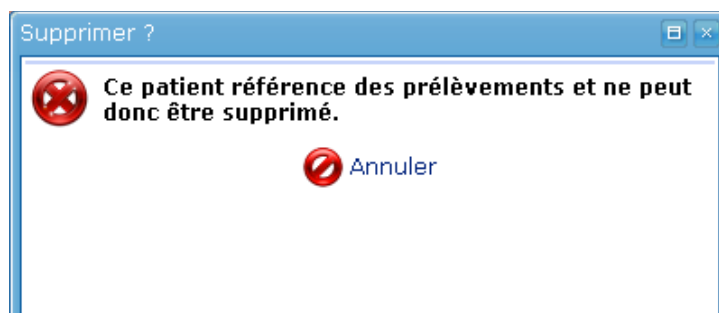 Supprimer ?
Ce patient référence des prélèvements et ne peut
donc être supprimé.
Annuler